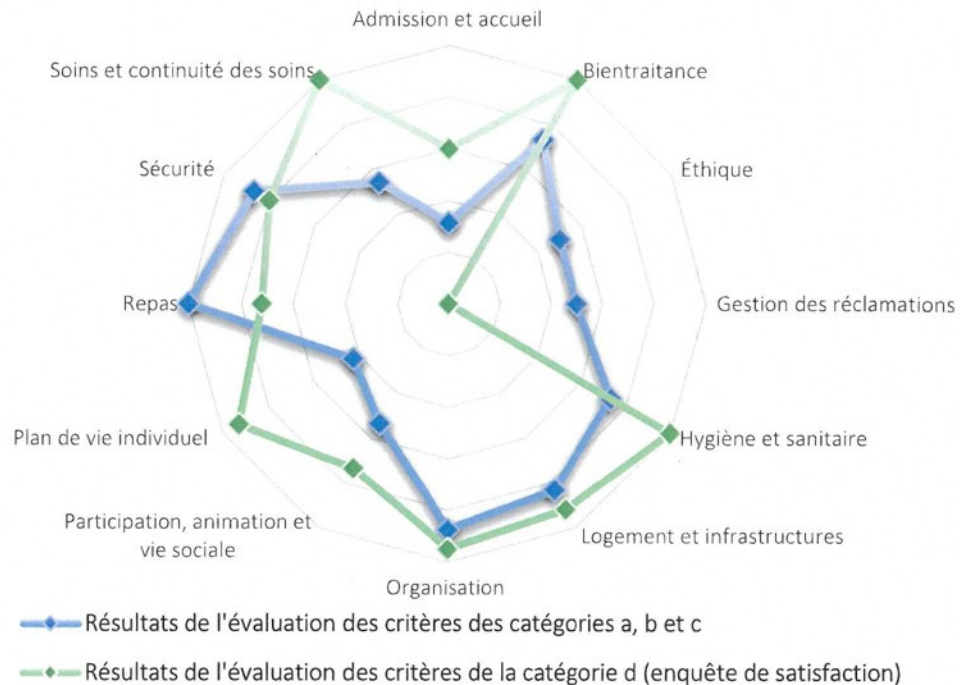 Admission et accueil
Soins et continuité des soins
Bientraitance
Sécurité
Éthique
Repas
Gestion des réclamations
Plan de vie individuel
Hygiène et sanitaire
Participation, animation et
vie sociale
Logement et infrastructures
Organisation
Résultats de l'évaluation des critères des catégories a, b et c
Résultats de l'évaluation des critères de la catégorie d (enquête de satisfaction)